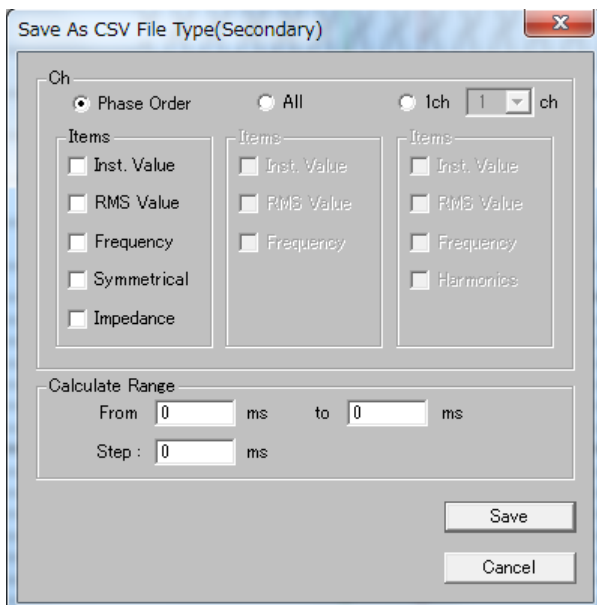 Save As CSV File Type(Secondary)
Ch
Phase Order All 1ch 1 ch
Items Items Items
Inst. Value Inst. Value Inst. Value
RMS Value RMS Value RMS Value
Frequency Frequency Frequency
Symmetrical Harmonics
Impedance
Calculate Range
From 0 ms to 0 ms
Step : 0 ms
Save
Cancel